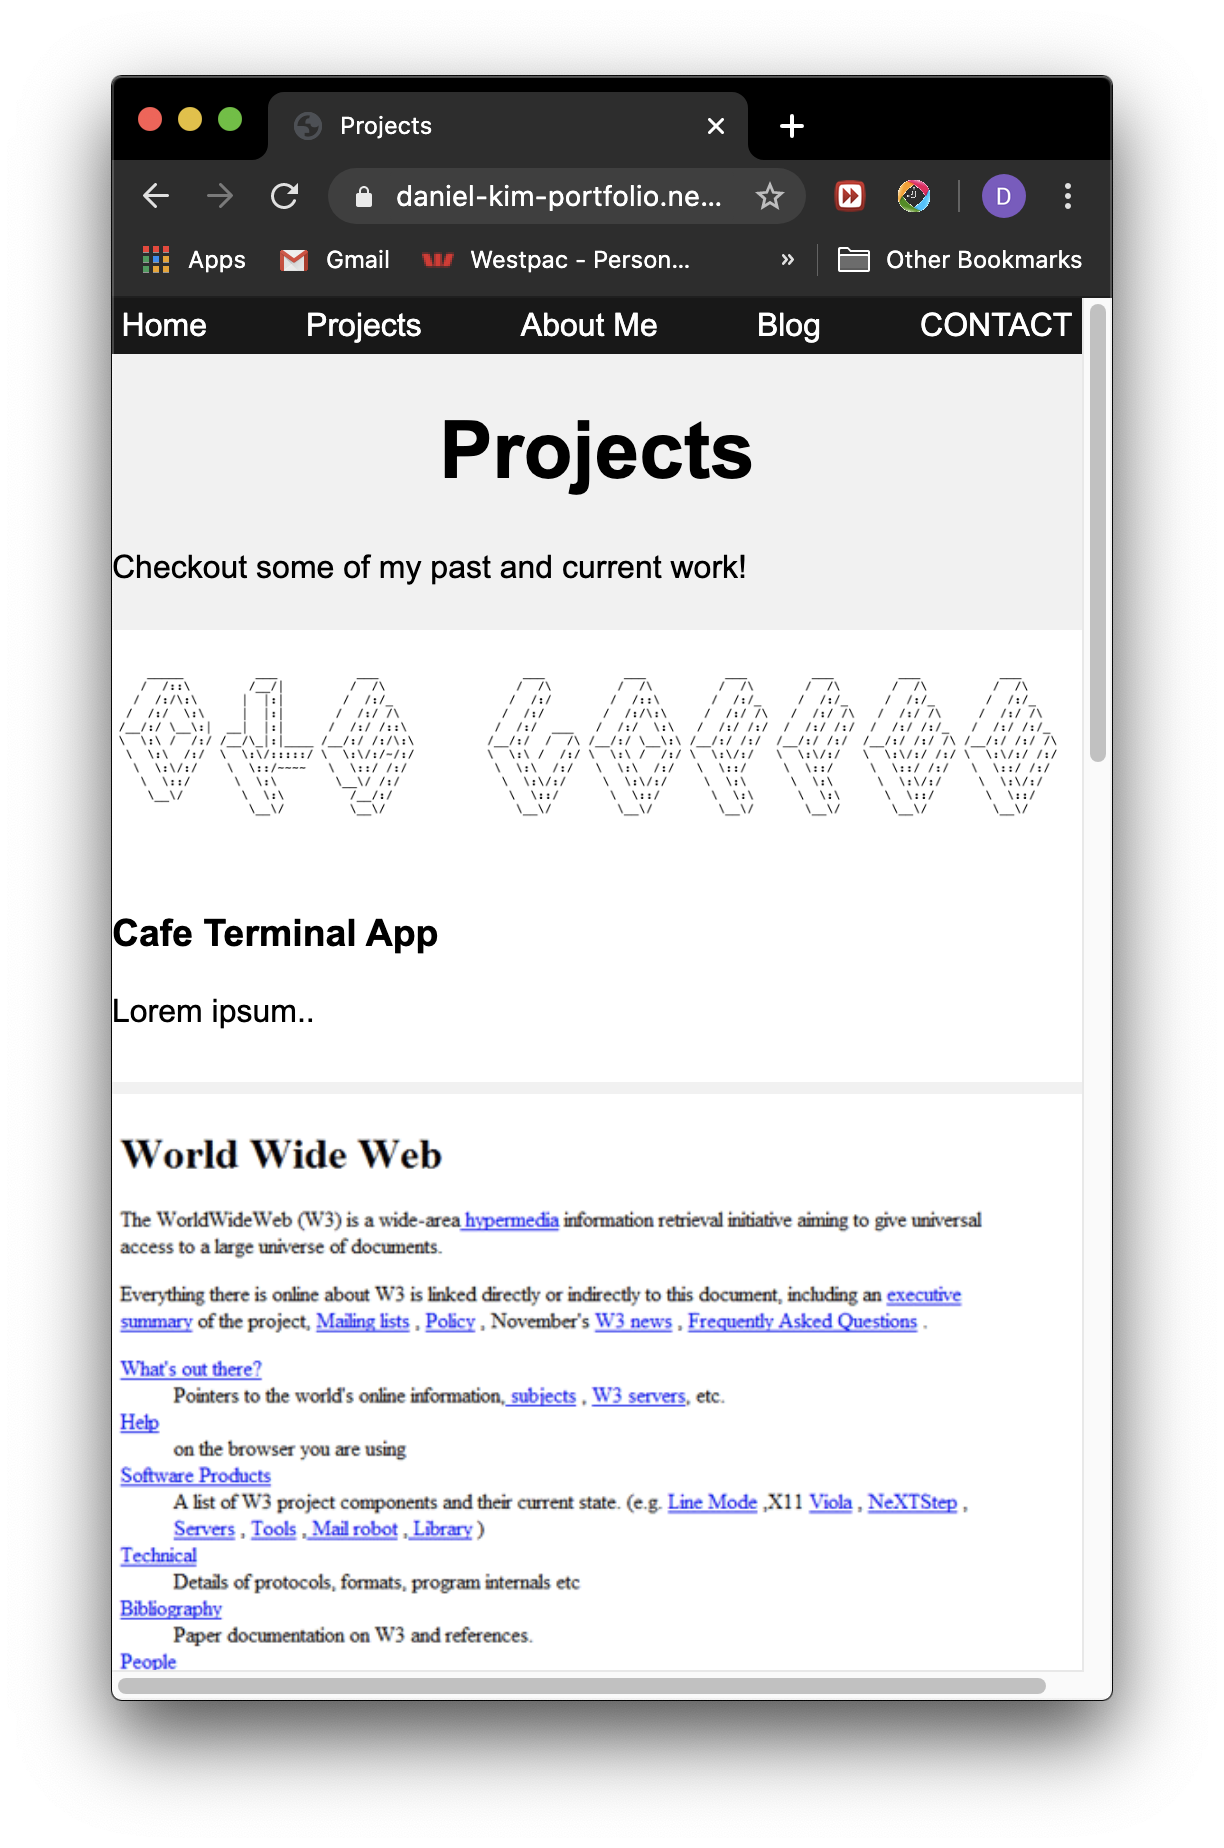 Projects
daniel-kim-portfolio.ne...
D
Apps
Gmail
Westpac - Person...
»
Other Bookmarks
Home
Projects
About Me
Blog
CONTACT
Projects
Checkout some of my past and current work!
Cafe Terminal App
Lorem ipsum..
World Wide Web
The WorldWideWeb (W3) is a wide-area hypermedia information retrieval initiative aiming to give universal
access to a large universe of documents.
Everything there is online about W3 is linked directly or indirectly to this document, including an executive
summary of the project, Mailing lists , Policy , November's W3 news , Frequently Asked Questions .
What's out there?
Pointers to the world's online information, subjects , W3 servers, etc.
Help
on the browser you are using
Software Products
A list of W3 project components and their current state. (e.g. Line Mode ,X11 Viola , NeXTStep ,
Servers , Tools , Mail robot , Library )
Technical
Details of protocols, formats, program internals etc
Bibliography
Paper documentation on W3 and references.
People